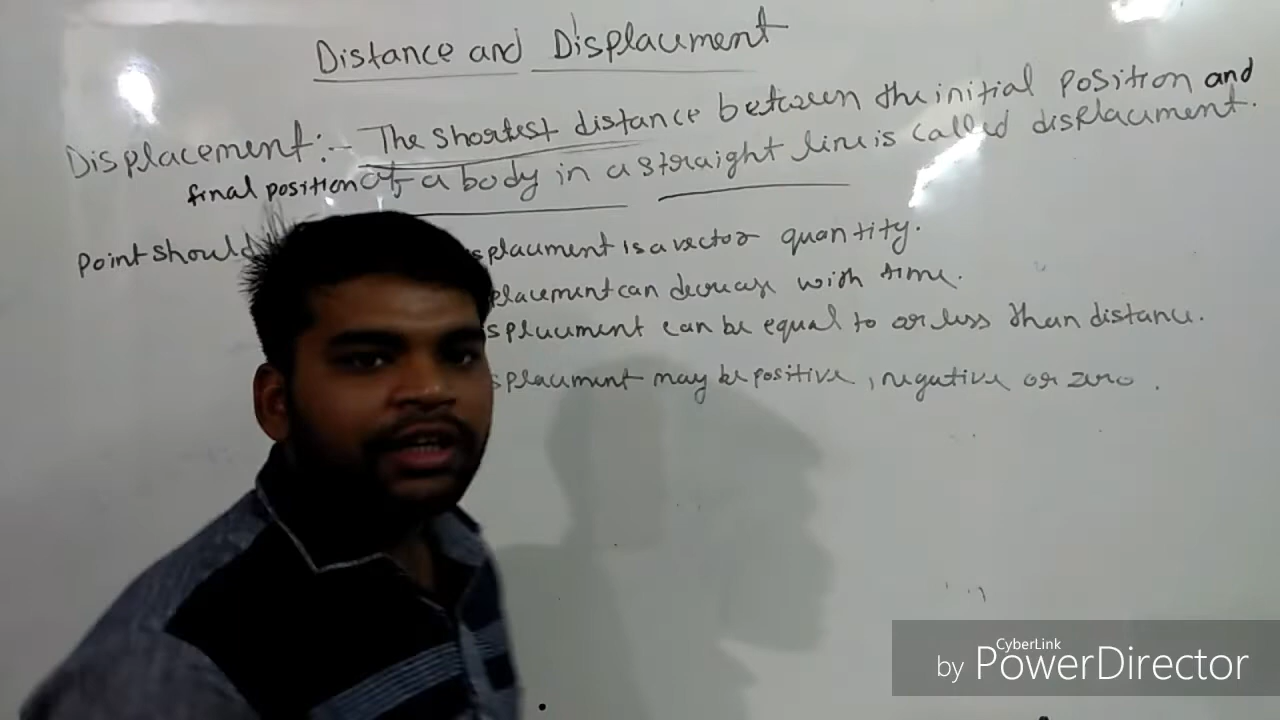 Distance and Displacement
Displacement:- The shortest distance between the initial position and
final position of a body in a straight line is called displacement.
Point should
splacement is a vector quantity.
placement can decrease with time.
splacement can be equal to or less than distance.
splacement may be positive, negative or zero.
CyberLink
by PowerDirector